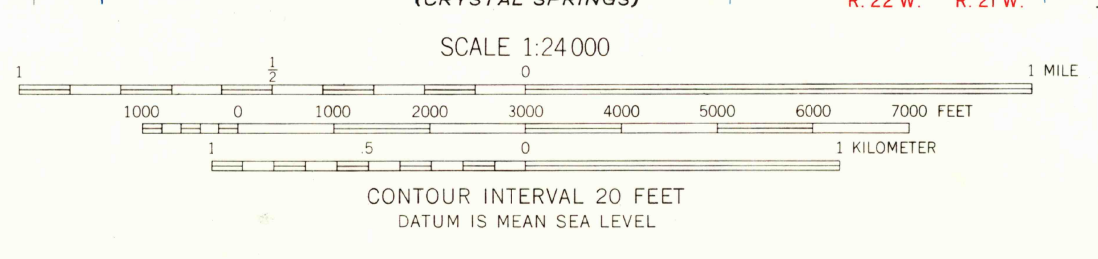 (CRYSTAL SPRINGS) R. 22 W. R. 21 W.
SCALE 1:24 000
1 1/2 0 1 MILE
1000 0 1000 2000 3000 4000 5000 6000 7000 FEET
1 .5 0 1 KILOMETER
CONTOUR INTERVAL 20 FEET
DATUM IS MEAN SEA LEVEL